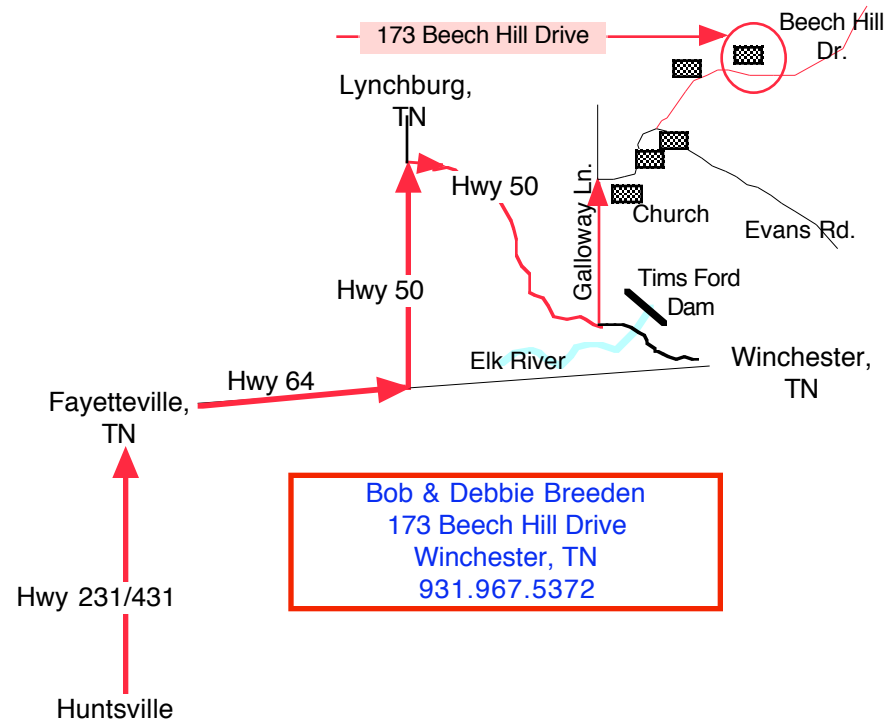 173 Beech Hill Drive
Beech Hill
Dr.
Lynchburg,
TN
Hwy 50
Galloway Ln.
Church
Evans Rd.
Hwy 50
Tims Ford
Dam
Elk River
Winchester,
TN
Hwy 64
Fayetteville,
TN
Bob & Debbie Breeden
173 Beech Hill Drive
Winchester, TN
931.967.5372
Hwy 231/431
Huntsville